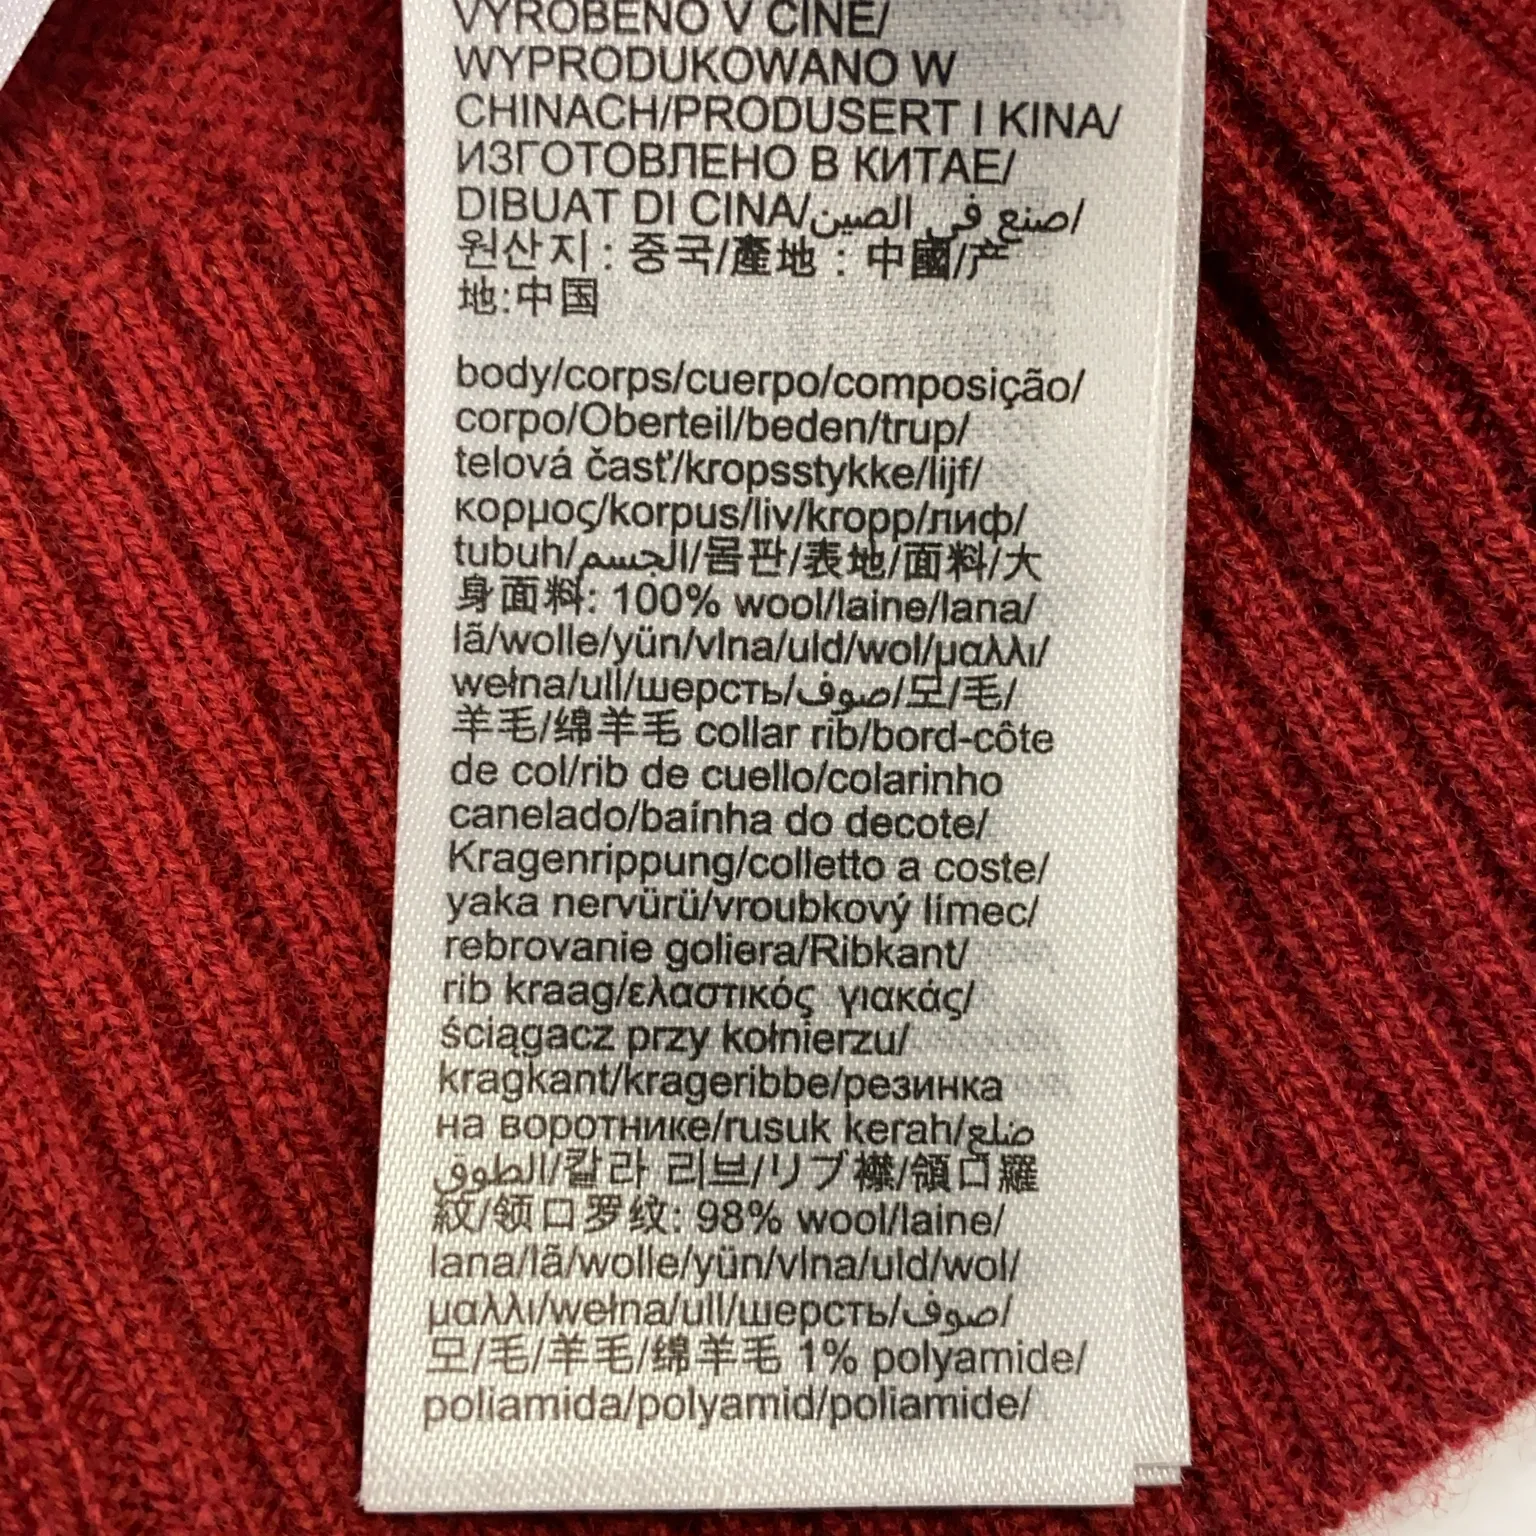 VYROBENO V CINE/
WYPRODUKOWANO W
CHINACH/PRODUSERT I KINA/
ИЗГОТОВЛЕНО В КИТАЕ/
DIBUAT DI CINA/صنع في الصين/
원산지 : 중국/產地 : 中國/产
地:中国
body/corps/cuerpo/composição/
corpo/Oberteil/beden/trup/
telová časť/kropsstykke/lijf/
κορμος/korpus/liv/kropp/лиф/
tubuh/الجسم/몸판/表地/面料/大
身面料: 100% wool/laine/lana/
lã/wolle/yün/vlna/uld/wol/μαλλι/
wełna/ull/шерсть/صوف/모/毛/
羊毛/绵羊毛 collar rib/bord-côte
de col/rib de cuello/colarinho
canelado/baínha do decote/
Kragenrippung/colletto a coste/
yaka nervürü/vroubkový límec/
rebrovanie goliera/Ribkant/
rib kraag/ελαστικός γιακάς/
ściągacz przy kołnierzu/
kragkant/krageribbe/резинка
на воротнике/rusuk kerah/ضلع
الطوق/칼라 리브/リブ襟/領口羅
紋/领口罗纹: 98% wool/laine/
lana/lã/wolle/yün/vlna/uld/wol/
μαλλι/wełna/ull/шерсть/صوف/
모/毛/羊毛/绵羊毛 1% polyamide/
poliamida/polyamid/poliamide/